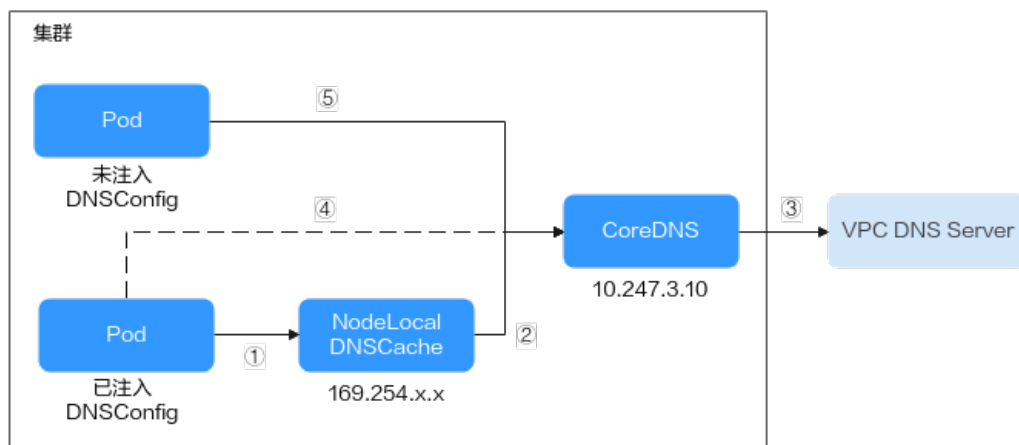 集群
⑤
Pod
未注入
DNSConfig
④
③
CoreDNS
VPC DNS Server
10.247.3.10
Pod
①
NodeLocal
DNSCache
②
已注入
DNSConfig
169.254.x.x